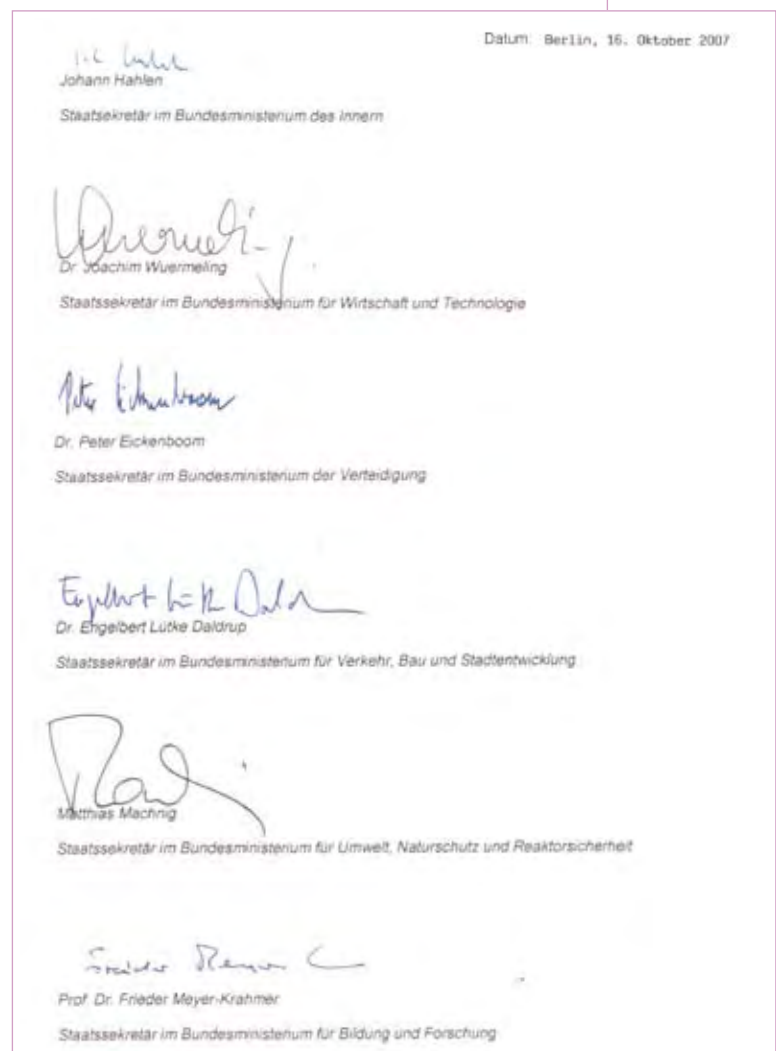 Datum: Berlin, 16. Oktober 2007
Johann Hahlen
Staatsekretär im Bundesministerium des Innern
Dr. Joachim Wuermeling
Staatssekretär im Bundesministerium für Wirtschaft und Technologie
Peter Eickenboom
Dr. Peter Eickenboom
Staatssekretär im Bundesministerium der Verteidigung
Engelbert Lütke Daldrup
Dr. Engelbert Lütke Daldrup
Staatssekretär im Bundesministerium für Verkehr, Bau und Stadtentwicklung
Matthias Machnig
Staatssekretär im Bundesministerium für Umwelt, Naturschutz und Reaktorsicherheit
Prof. Dr. Frieder Meyer-Krahmer
Staatssekretär im Bundesministerium für Bildung und Forschung